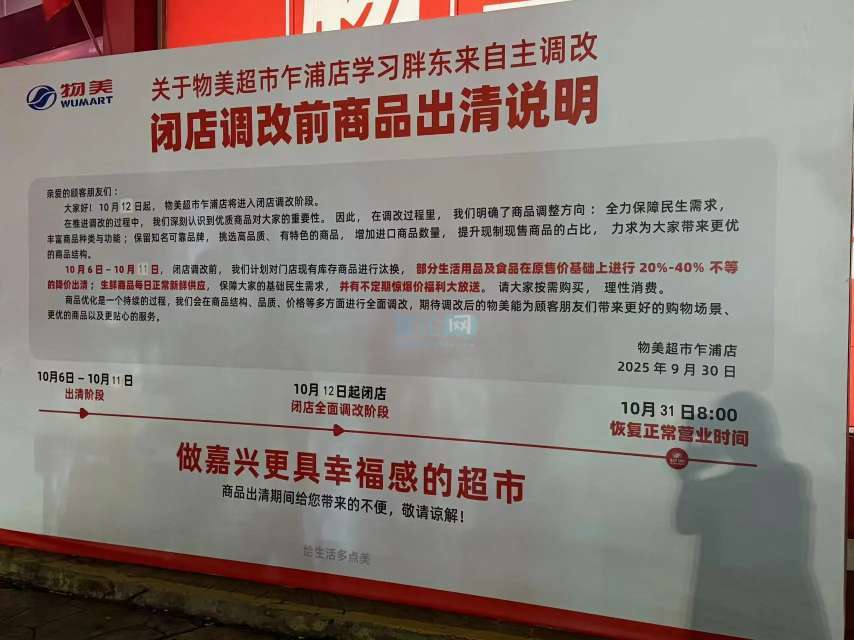 物美
WUMART
关于物美超市乍浦店学习胖东来自主调改
闭店调改前商品出清说明
亲爱的顾客朋友们：
大家好！10月12日起，物美超市乍浦店将进入闭店调改阶段。
在推进调改的过程中，我们深刻认识到优质商品对大家的重要性。因此，在调改过程里，我们明确了商品调整方向：全力保障民生需求，
丰富商品种类与功能；保留知名可靠品牌，挑选高品质、有特色的商品，增加进口商品数量，提升现制现售商品的占比，力求为大家带来更优
的商品结构。
10月6日－10月11日，闭店调改前，我们计划对门店现有库存商品进行汰换，部分生活用品及食品在原售价基础上进行20%-40%不等
的降价出清；生鲜商品每日正常新鲜供应，保障大家的基础民生需求，并有不定期惊爆价福利大放送。请大家按需购买，理性消费。
商品优化是一个持续的过程，我们会在商品结构、品质、价格等多方面进行全面调改，期待调改后的物美能为顾客朋友们带来更好的购物场景、
更优的商品以及更贴心的服务。
物美超市乍浦店
2025年9月30日
10月6日－10月11日
出清阶段
10月12日起闭店
闭店全面调改阶段
10月31日8:00
恢复正常营业时间
做嘉兴更具幸福感的超市
商品出清期间给您带来的不便，敬请谅解！
给生活多点美